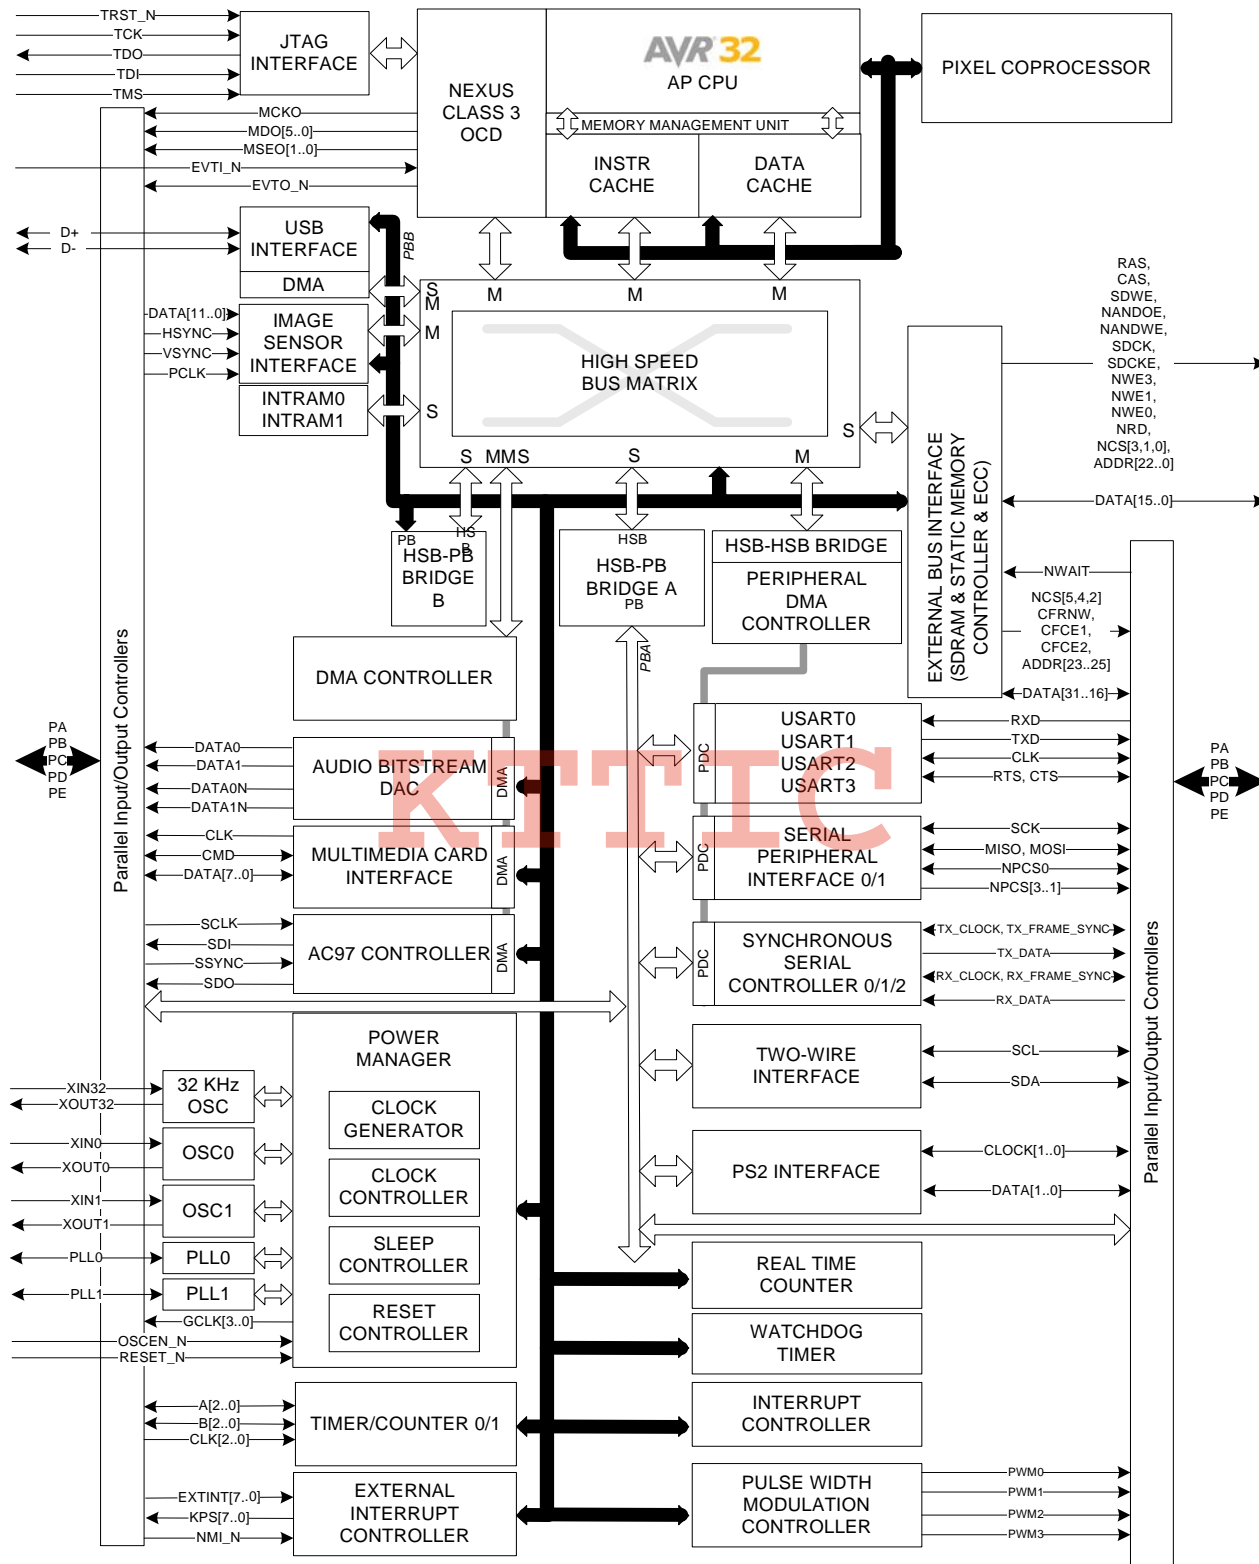 TRST_N
TCK
TDO
TDI
TMS
JTAG
INTERFACE
NEXUS
CLASS 3
OCD
AVR 32
AP CPU
MEMORY MANAGEMENT UNIT
INSTR
CACHE
DATA
CACHE
PIXEL COPROCESSOR
MCKO
MDO[5..0]
MSEO[1..0]
EVTI_N
EVTO_N
D+
D-
USB
INTERFACE
DMA
PBB
DATA[11..0]
HSYNC
VSYNC
PCLK
IMAGE
SENSOR
INTERFACE
INTRAM0
INTRAM1
S
M
M
S
M
M
M
HIGH SPEED
BUS MATRIX
S
S
MMS
S
M
RAS,
CAS,
SDWE,
NANDOE,
NANDWE,
SDCK,
SDCKE,
NWE3,
NWE1,
NWE0,
NRD,
NCS[3,1,0],
ADDR[22..0]
DATA[15..0]
EXTERNAL BUS INTERFACE
(SDRAM & STATIC MEMORY
CONTROLLER & ECC)
NWAIT
NCS[5,4,2]
CFRNW,
CFCE1,
CFCE2,
ADDR[23..25]
DATA[31..16]
PB
HS
B
HSB-PB
BRIDGE
B
HSB
HSB-PB
BRIDGE A
PB
PBA
HSB-HSB BRIDGE
PERIPHERAL
DMA
CONTROLLER
Parallel Input/Output Controllers
PA
PB
PC
PD
PE
DMA CONTROLLER
DATA0
DATA1
DATA0N
DATA1N
AUDIO BITSTREAM
DAC
DMA
CLK
CMD
DATA[7..0]
MULTIMEDIA CARD
INTERFACE
DMA
SCLK
SDI
SSYNC
SDO
AC97 CONTROLLER
DMA
KTTIC
PDC
USART0
USART1
USART2
USART3
RXD
TXD
CLK
RTS, CTS
PDC
SERIAL
PERIPHERAL
INTERFACE 0/1
SCK
MISO, MOSI
NPCS0
NPCS[3..1]
PDC
SYNCHRONOUS
SERIAL
CONTROLLER 0/1/2
TX_CLOCK, TX_FRAME_SYNC
TX_DATA
RX_CLOCK, RX_FRAME_SYNC
RX_DATA
Parallel Input/Output Controllers
PA
PB
PC
PD
PE
TWO-WIRE
INTERFACE
SCL
SDA
PS2 INTERFACE
CLOCK[1..0]
DATA[1..0]
POWER
MANAGER
CLOCK
GENERATOR
CLOCK
CONTROLLER
SLEEP
CONTROLLER
RESET
CONTROLLER
XIN32
XOUT32
32 KHz
OSC
XIN0
XOUT0
OSC0
XIN1
XOUT1
OSC1
PLL0
PLL0
PLL1
PLL1
GCLK[3..0]
OSCEN_N
RESET_N
REAL TIME
COUNTER
WATCHDOG
TIMER
INTERRUPT
CONTROLLER
A[2..0]
B[2..0]
CLK[2..0]
TIMER/COUNTER 0/1
EXTINT[7..0]
KPS[7..0]
NMI_N
EXTERNAL
INTERRUPT
CONTROLLER
PULSE WIDTH
MODULATION
CONTROLLER
PWM0
PWM1
PWM2
PWM3